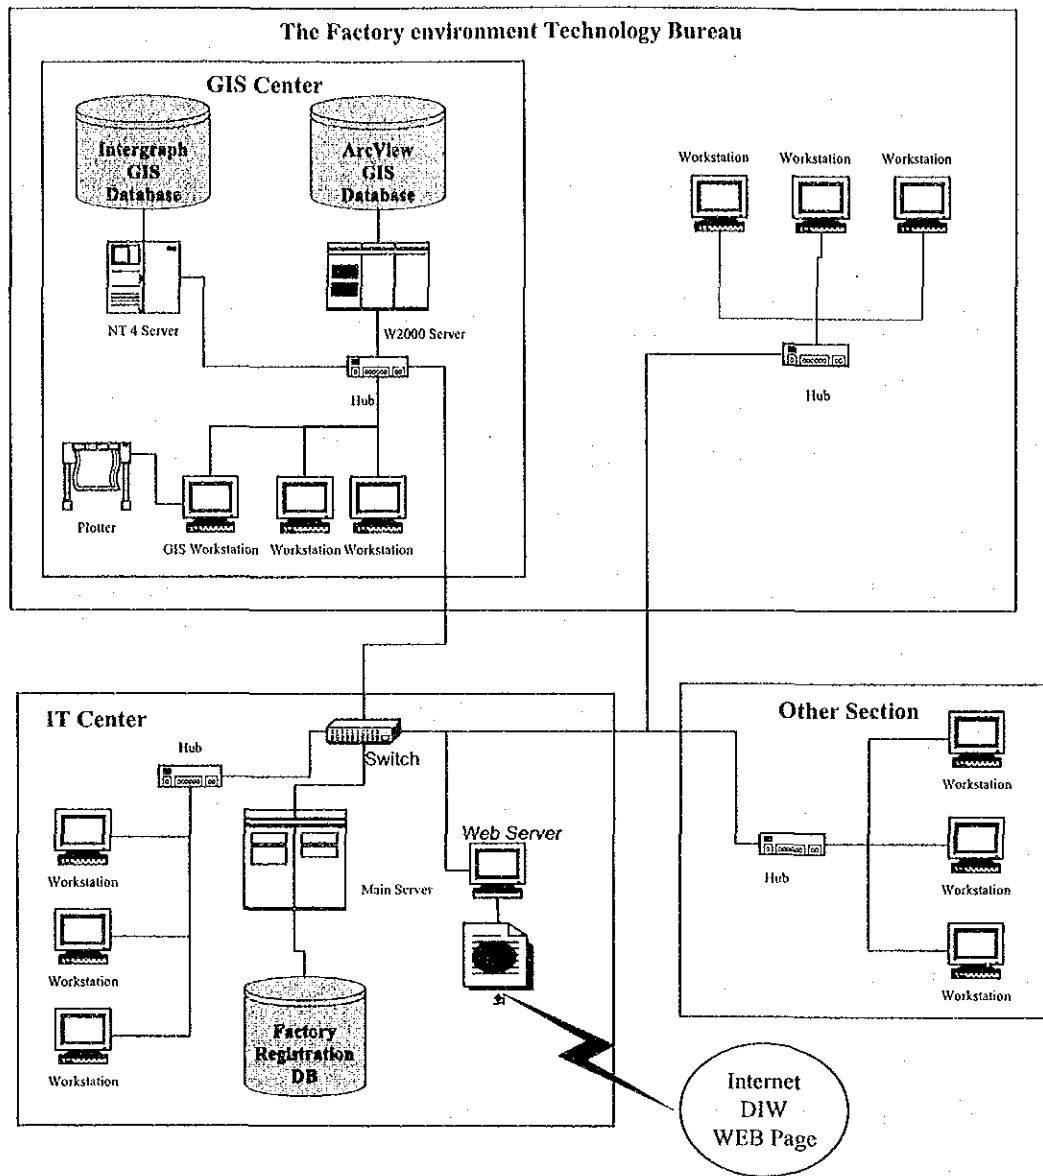 The Factory environment Technology Bureau
GIS Center
Intergraph
GIS
Database
ArcView
GIS
Database
NT 4 Server
W2000 Server
Hub
Plotter
GIS Workstation
Workstation
Workstation
Workstation
Workstation
Workstation
Hub
IT Center
Hub
Switch
Workstation
Workstation
Workstation
Main Server
Web Server
Factory
Registration
DB
Other Section
Workstation
Hub
Workstation
Workstation
Internet
DIW
WEB Page